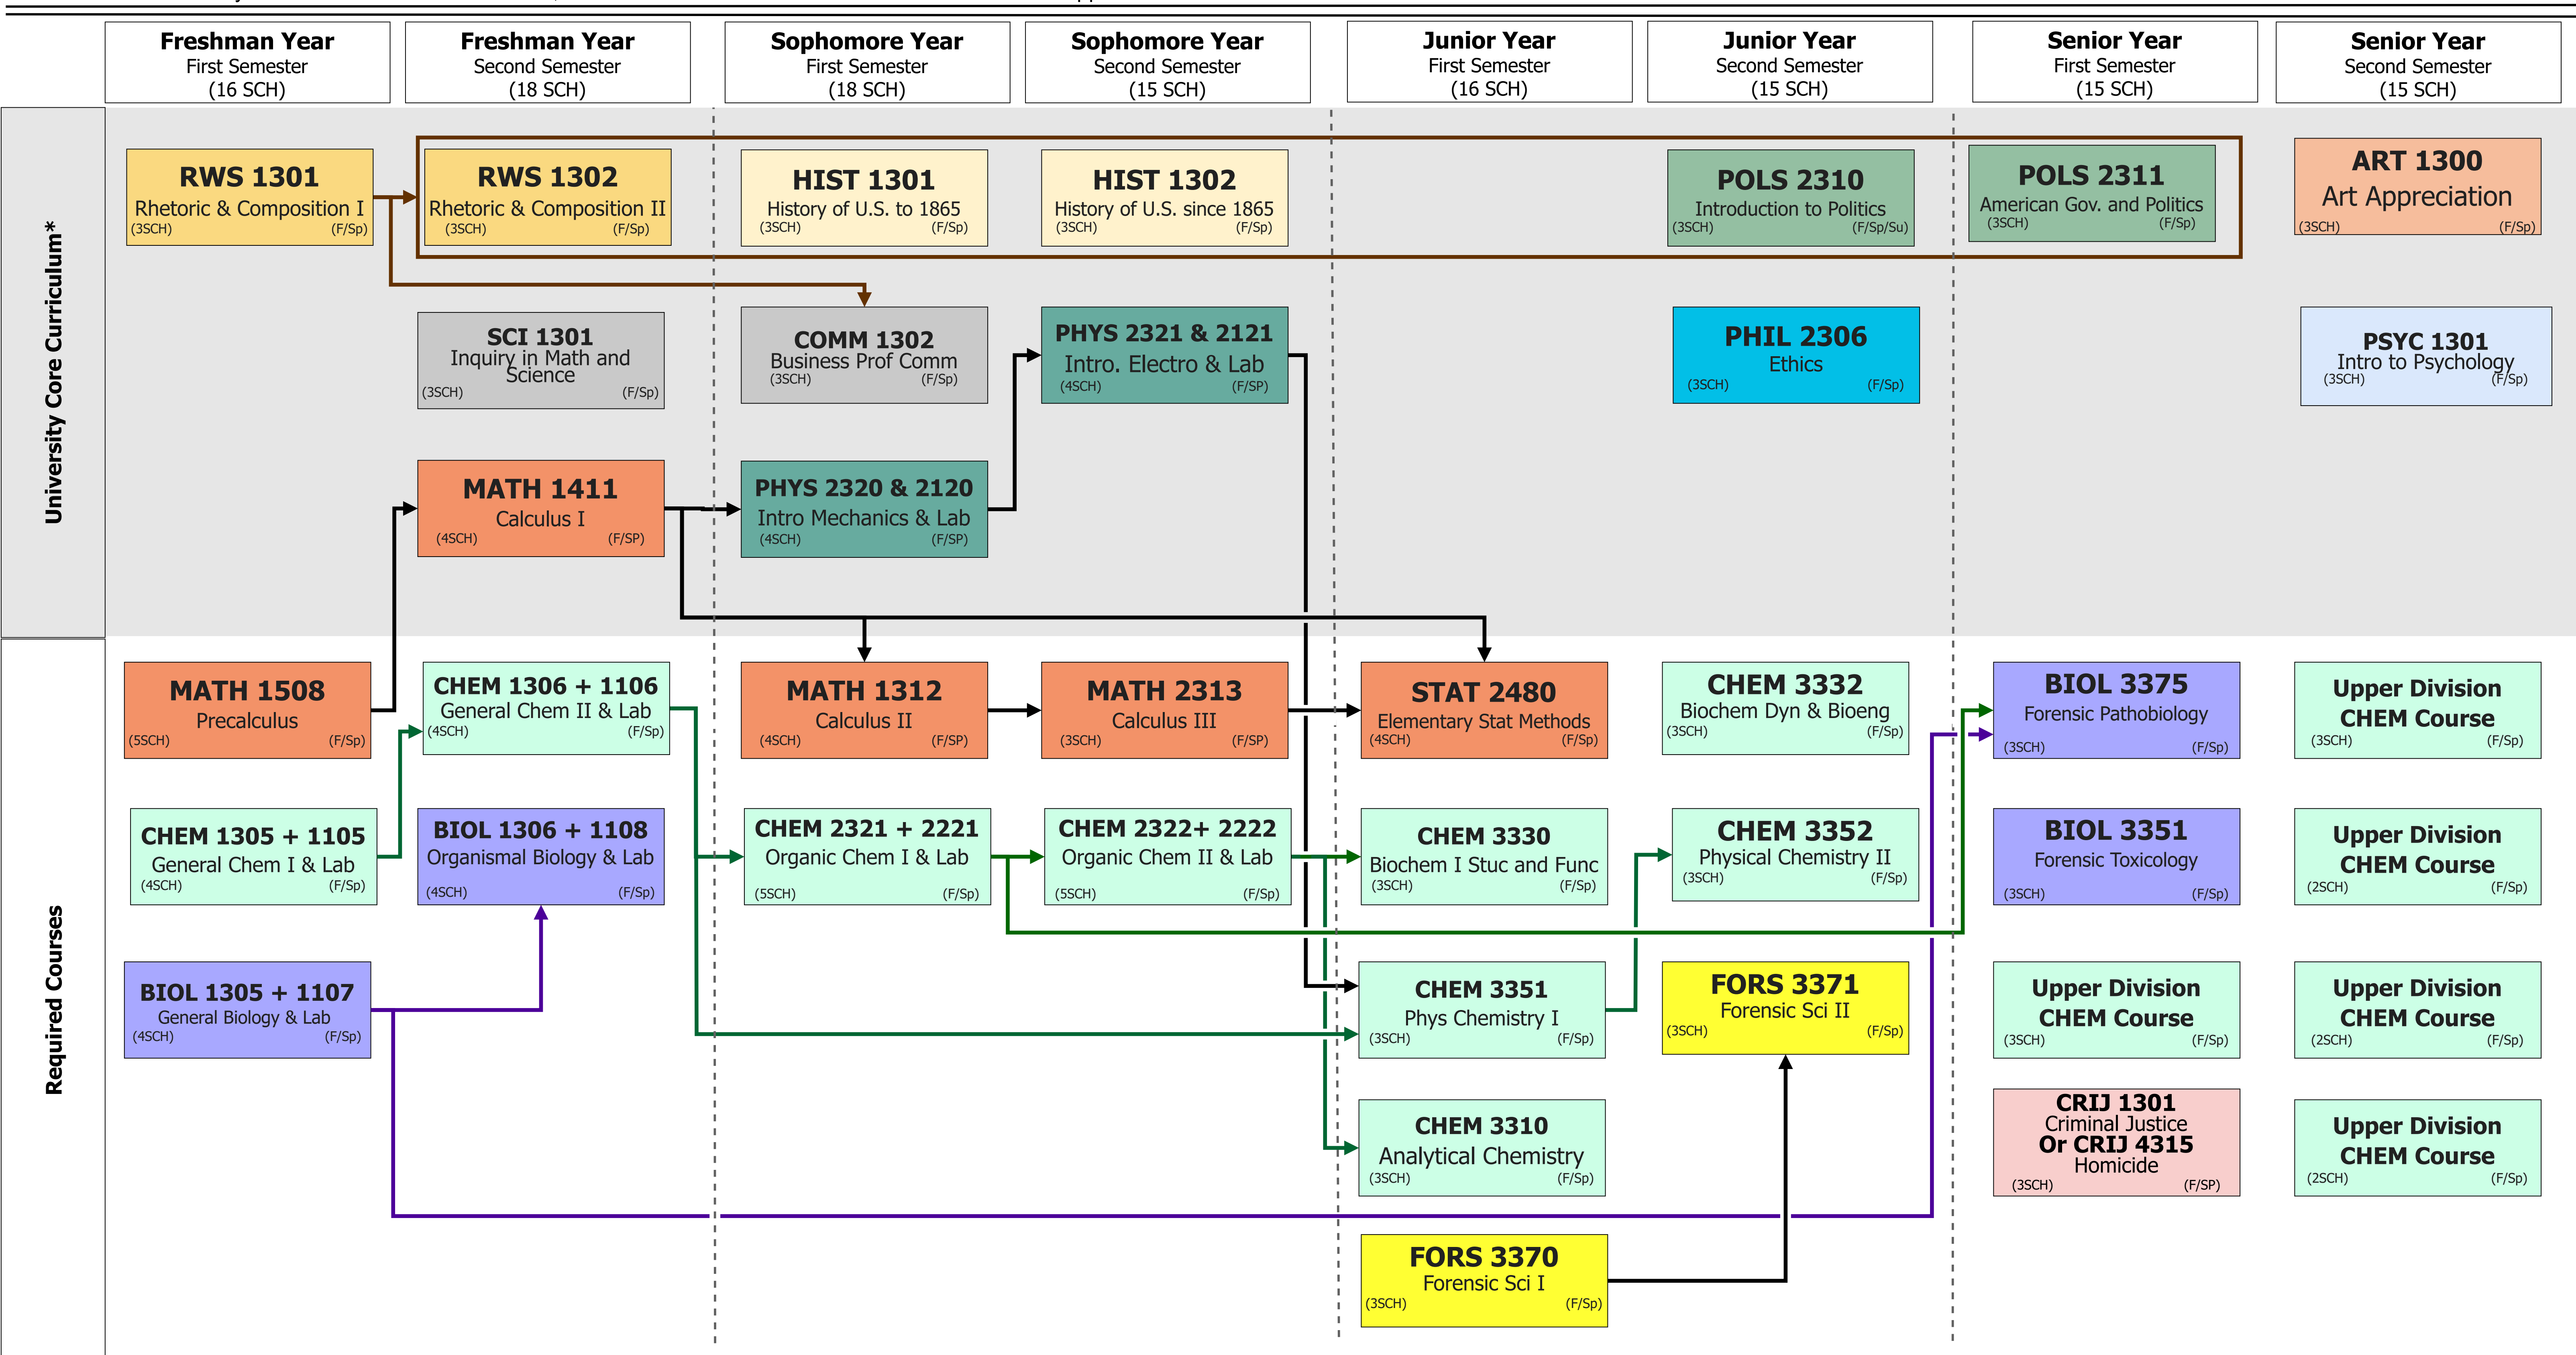 Freshman Year
First Semester
(16 SCH)
Freshman Year
Second Semester
(18 SCH)
Sophomore Year
First Semester
(18 SCH)
Sophomore Year
Second Semester
(15 SCH)
Junior Year
First Semester
(16 SCH)
Junior Year
Second Semester
(15 SCH)
Senior Year
First Semester
(15 SCH)
Senior Year
Second Semester
(15 SCH)
University Core Curriculum*
RWS 1301
Rhetoric & Composition I
(3SCH) (F/Sp)
RWS 1302
Rhetoric & Composition II
(3SCH) (F/Sp)
HIST 1301
History of U.S. to 1865
(3SCH) (F/Sp)
HIST 1302
History of U.S. since 1865
(3SCH) (F/Sp)
POLS 2310
Introduction to Politics
(3SCH) (F/Sp/Su)
POLS 2311
American Gov. and Politics
(3SCH) (F/Sp)
ART 1300
Art Appreciation
(3SCH) (F/Sp)
SCI 1301
Inquiry in Math and
Science
(3SCH) (F/Sp)
COMM 1302
Business Prof Comm
(3SCH) (F/Sp)
PHYS 2321 & 2121
Intro. Electro & Lab
(4SCH) (F/SP)
PHIL 2306
Ethics
(3SCH) (F/Sp)
PSYC 1301
Intro to Psychology
(3SCH) (F/Sp)
MATH 1411
Calculus I
(4SCH) (F/SP)
PHYS 2320 & 2120
Intro Mechanics & Lab
(4SCH) (F/SP)
Required Courses
MATH 1508
Precalculus
(5SCH) (F/Sp)
CHEM 1306 + 1106
General Chem II & Lab
(4SCH) (F/Sp)
MATH 1312
Calculus II
(4SCH) (F/SP)
MATH 2313
Calculus III
(3SCH) (F/SP)
STAT 2480
Elementary Stat Methods
(4SCH) (F/Sp)
CHEM 3332
Biochem Dyn & Bioeng
(3SCH) (F/Sp)
BIOL 3375
Forensic Pathobiology
(3SCH) (F/Sp)
Upper Division
CHEM Course
(3SCH) (F/Sp)
CHEM 1305 + 1105
General Chem I & Lab
(4SCH) (F/Sp)
BIOL 1306 + 1108
Organismal Biology & Lab
(4SCH) (F/Sp)
CHEM 2321 + 2221
Organic Chem I & Lab
(5SCH) (F/Sp)
CHEM 2322+ 2222
Organic Chem II & Lab
(5SCH) (F/Sp)
CHEM 3330
Biochem I Stuc and Func
(3SCH) (F/Sp)
CHEM 3352
Physical Chemistry II
(3SCH) (F/Sp)
BIOL 3351
Forensic Toxicology
(3SCH) (F/Sp)
Upper Division
CHEM Course
(2SCH) (F/Sp)
BIOL 1305 + 1107
General Biology & Lab
(4SCH) (F/Sp)
CHEM 3351
Phys Chemistry I
(3SCH) (F/Sp)
FORS 3371
Forensic Sci II
(3SCH) (F/Sp)
Upper Division
CHEM Course
(3SCH) (F/Sp)
Upper Division
CHEM Course
(2SCH) (F/Sp)
CHEM 3310
Analytical Chemistry
(3SCH) (F/Sp)
CRIJ 1301
Criminal Justice
Or CRIJ 4315
Homicide
(3SCH) (F/SP)
Upper Division
CHEM Course
(2SCH) (F/Sp)
FORS 3370
Forensic Sci I
(3SCH) (F/Sp)